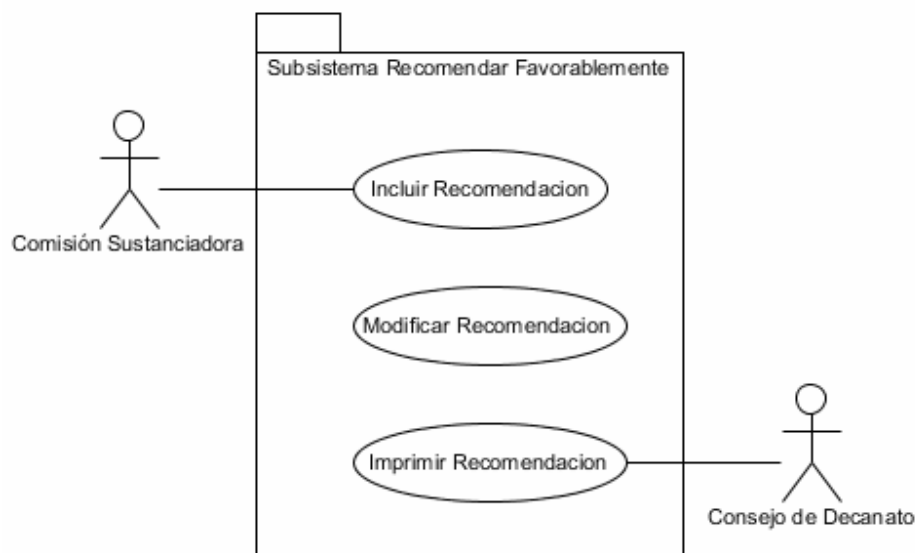 Subsistema Recomendar Favorablemente
Incluir Recomendacion
Comisión Sustanciadora
Modificar Recomendacion
Imprimir Recomendacion
Consejo de Decanato